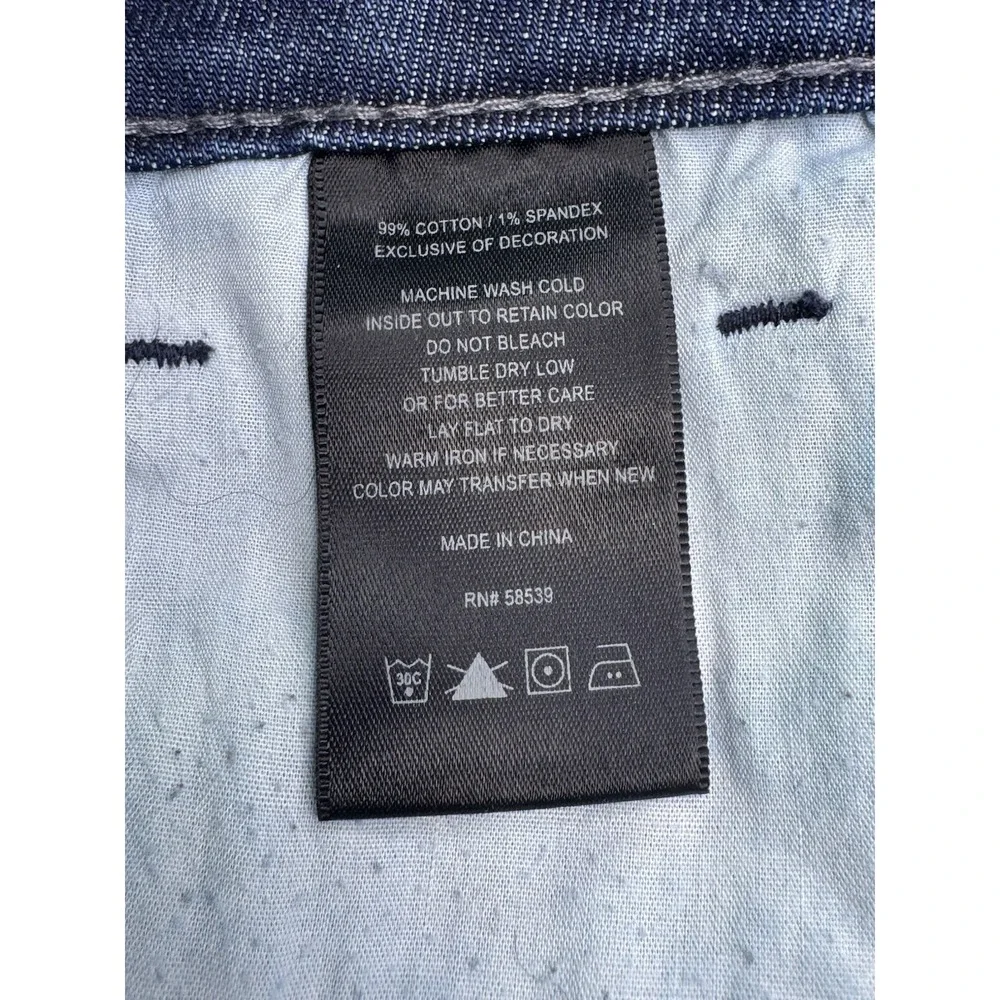 99% COTTON / 1% SPANDEX
EXCLUSIVE OF DECORATION
MACHINE WASH COLD
INSIDE OUT TO RETAIN COLOR
DO NOT BLEACH
TUMBLE DRY LOW
OR FOR BETTER CARE
LAY FLAT TO DRY
WARM IRON IF NECESSARY
COLOR MAY TRANSFER WHEN NEW
MADE IN CHINA
RN# 58539
30C